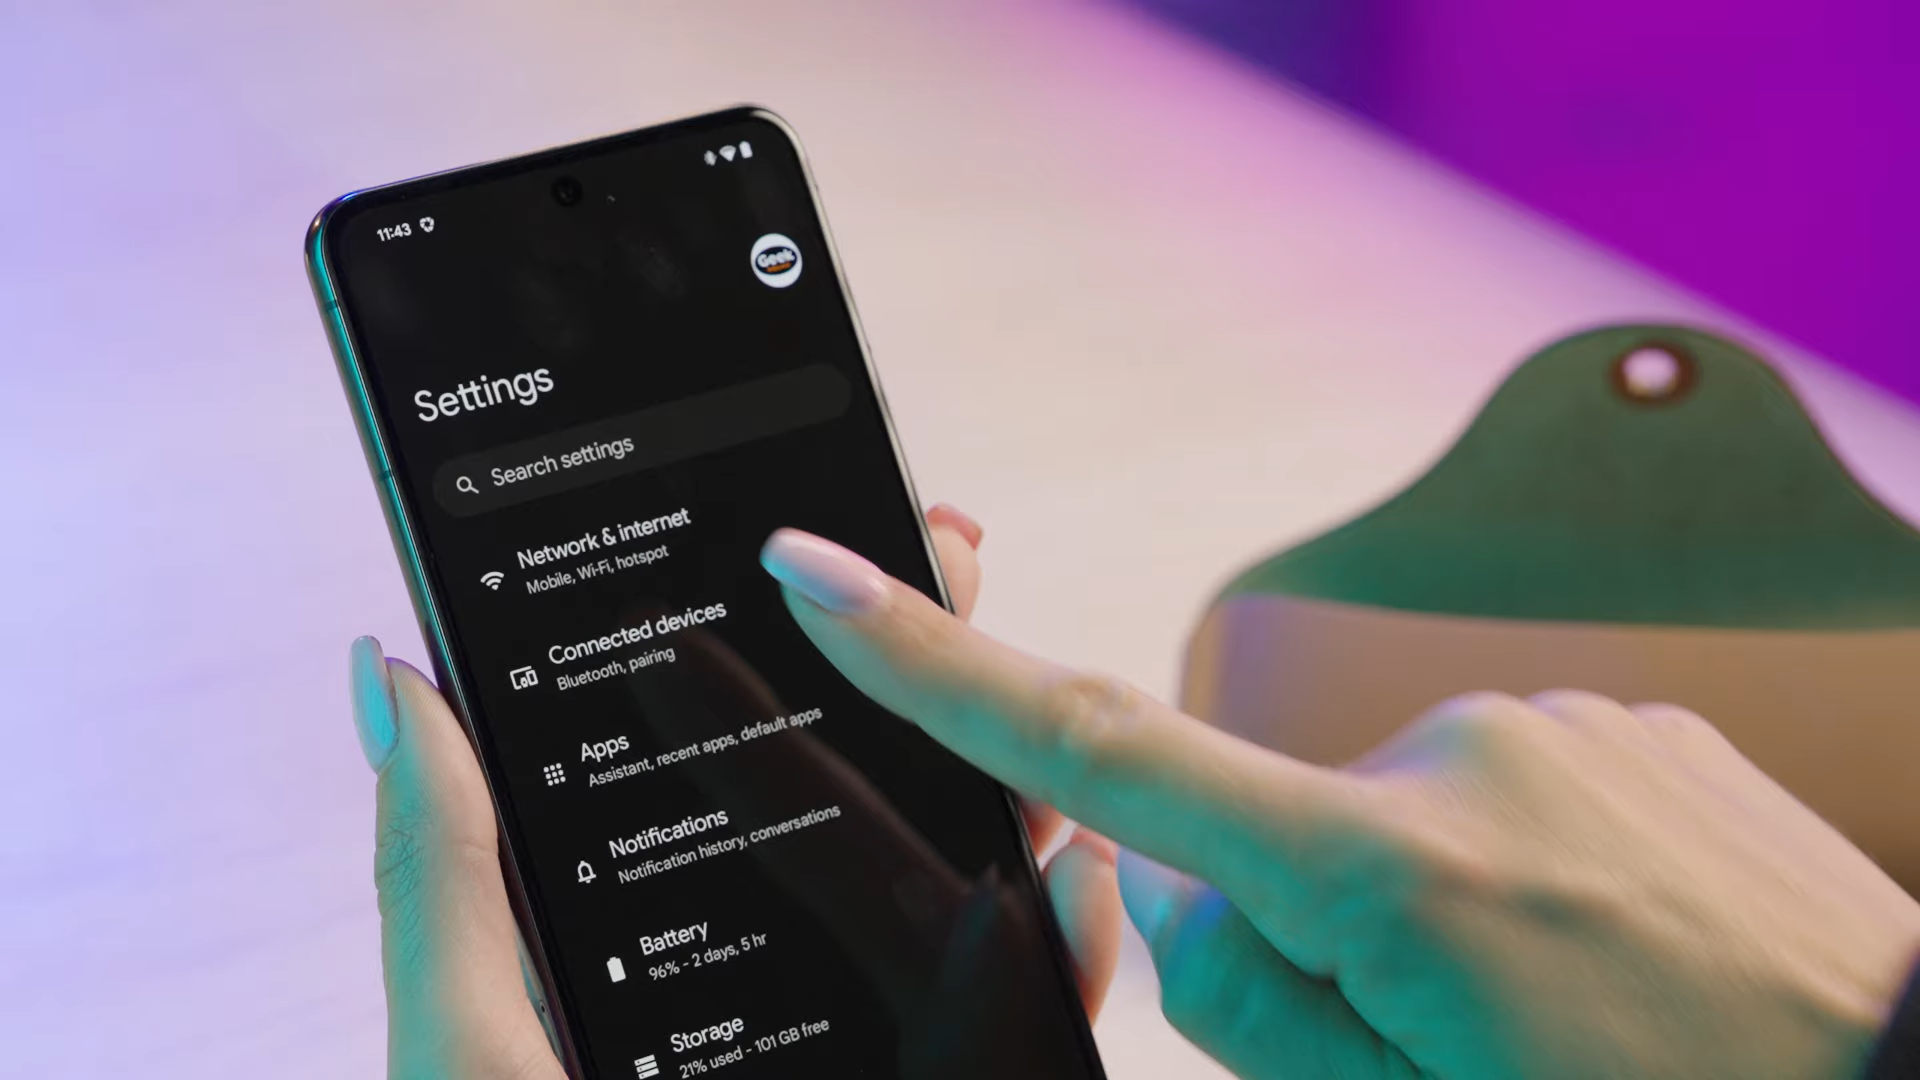 11:43
Geek
Settings
Search settings
Network & internet
Mobile, Wi-Fi, hotspot
Connected devices
Bluetooth, pairing
Apps
Assistant, recent apps, default apps
Notifications
Notification history, conversations
Battery
96% - 2 days, 5 hr
Storage
21% used - 101 GB free